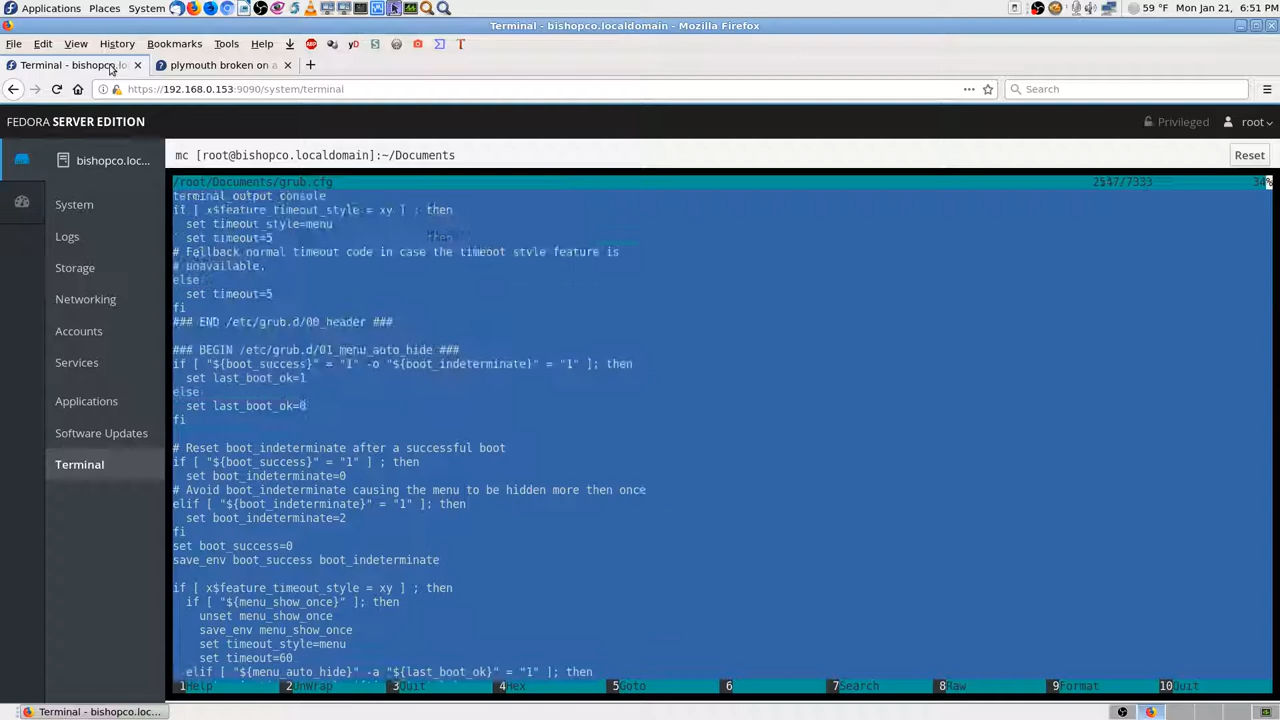 Applications Places System
59 °F Mon Jan 21, 6:51 PM
Terminal - bishopco.localdomain - Mozilla Firefox
File Edit View History Bookmarks Tools Help
Terminal - bishopco.lo
plymouth broken on a
https://192.168.0.153:9090/system/terminal
Search
FEDORA SERVER EDITION
Privileged
root
bishopco.locald...
System
Logs
Storage
Networking
Accounts
Services
Applications
Software Updates
Terminal
mc [root@bishopco.localdomain]:~/Documents
Reset
/root/Documents/grub.cfg 2547/7333 34%
terminal_output console
if [ x$feature_timeout_style = xy ] ; then
set timeout_style=menu
set timeout=5
# Fallback normal timeout code in case the timeout_style feature is
# unavailable.
else
set timeout=5
fi
### END /etc/grub.d/00_header ###
### BEGIN /etc/grub.d/01_menu_auto_hide ###
if [ "${boot_success}" = "1" -o "${boot_indeterminate}" = "1" ]; then
set last_boot_ok=1
else
set last_boot_ok=0
fi
# Reset boot_indeterminate after a successful boot
if [ "${boot_success}" = "1" ] ; then
set boot_indeterminate=0
# Avoid boot_indeterminate causing the menu to be hidden more then once
elif [ "${boot_indeterminate}" = "1" ]; then
set boot_indeterminate=2
fi
set boot_success=0
save_env boot_success boot_indeterminate
if [ x$feature_timeout_style = xy ] ; then
if [ "${menu_show_once}" ]; then
unset menu_show_once
save_env menu_show_once
set timeout_style=menu
set timeout=60
elif [ "${menu_auto_hide}" -a "${last_boot_ok}" = "1" ]; then
1Help 2UnWrap 3Quit 4Hex 5Goto 6 7Search 8Raw 9Format 10Quit
Terminal - bishopco.loc...